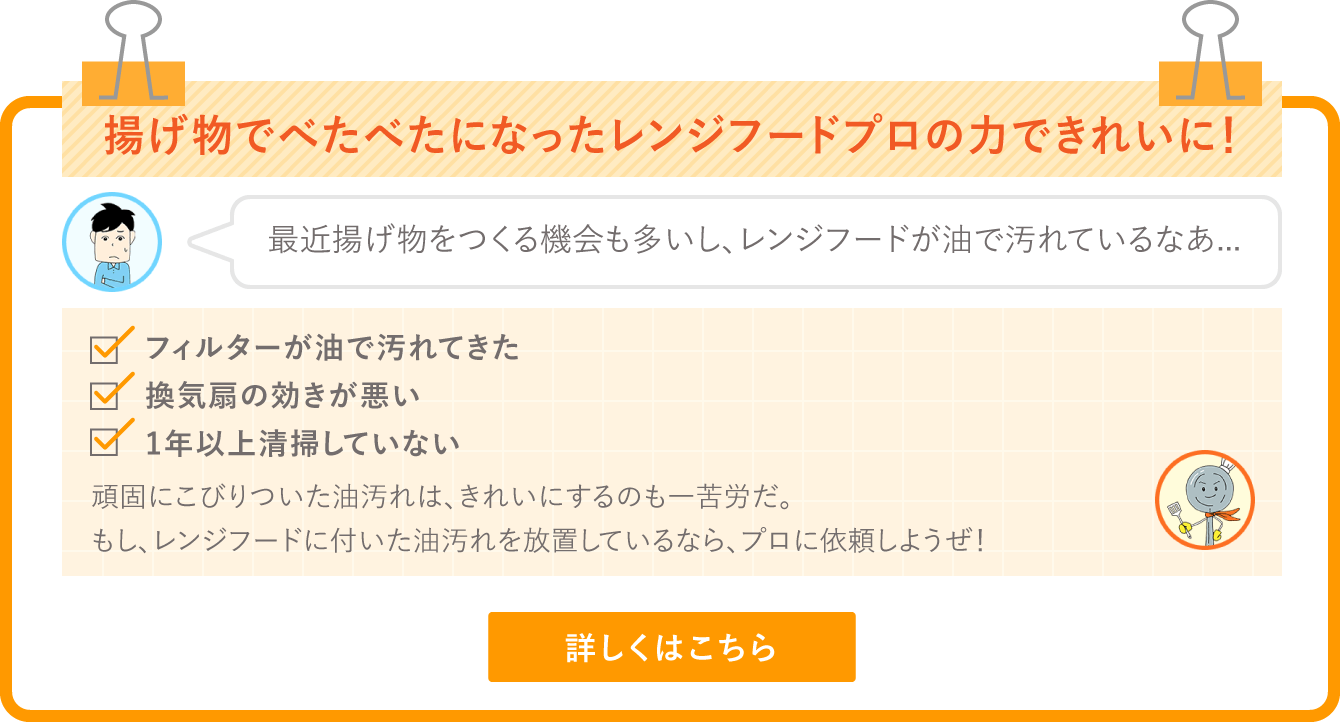 揚げ物でべたべたになったレンジフードプロの力できれいに!
最近揚げ物をつくる機会も多いし、レンジフードが油で汚れているなあ…
フィルターが油で汚れてきた
換気扇の効きが悪い
1年以上清掃していない
頑固にこびりついた油汚れは、きれいにするのも一苦労だ。
もし、レンジフードに付いた油汚れを放置しているなら、プロに依頼しようぜ!
詳しくはこちら